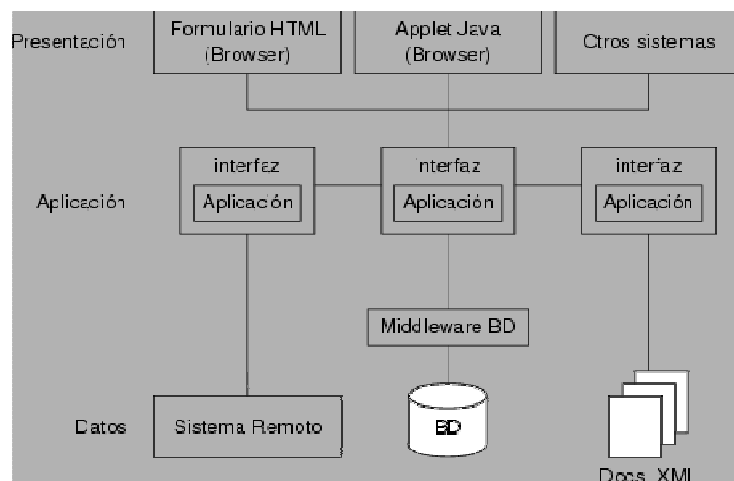 Presentación
Formulario HTML
(Browser)
Applet Java
(Browser)
Otros sistemas
Aplicación
interfaz
Aplicación
interfaz
Aplicación
interfaz
Aplicación
Middleware BD
Datos
Sistema Remoto
BD
Docs. XML